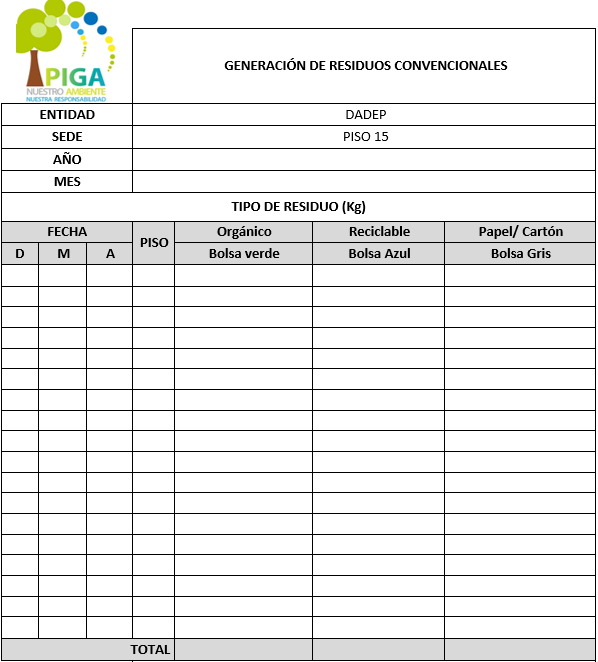 PIGA
NUESTRO AMBIENTE
NUESTRA RESPONSABILIDAD
GENERACIÓN DE RESIDUOS CONVENCIONALES
ENTIDAD DADEP
SEDE PISO 15
AÑO
MES
TIPO DE RESIDUO (Kg)
FECHA PISO Orgánico Reciclable Papel/ Cartón
D M A Bolsa verde Bolsa Azul Bolsa Gris
TOTAL